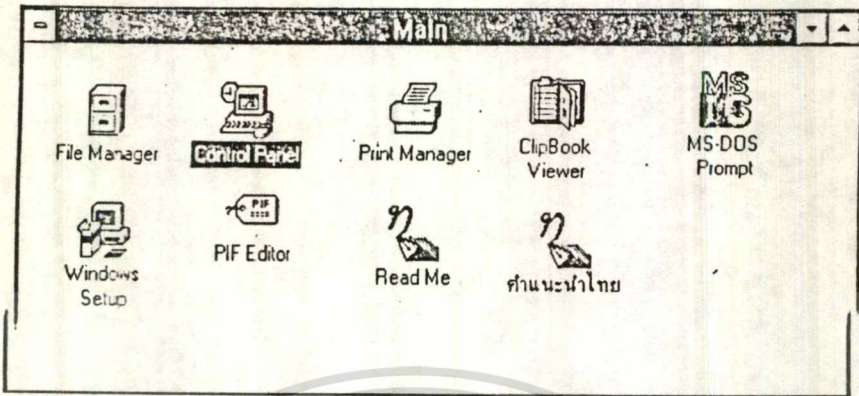 Main
File Manager
Control Panel
Print Manager
ClipBook
Viewer
MS-DOS
Prompt
Windows
Setup
PIF
PIF Editor
Read Me
คำแนะนำไทย